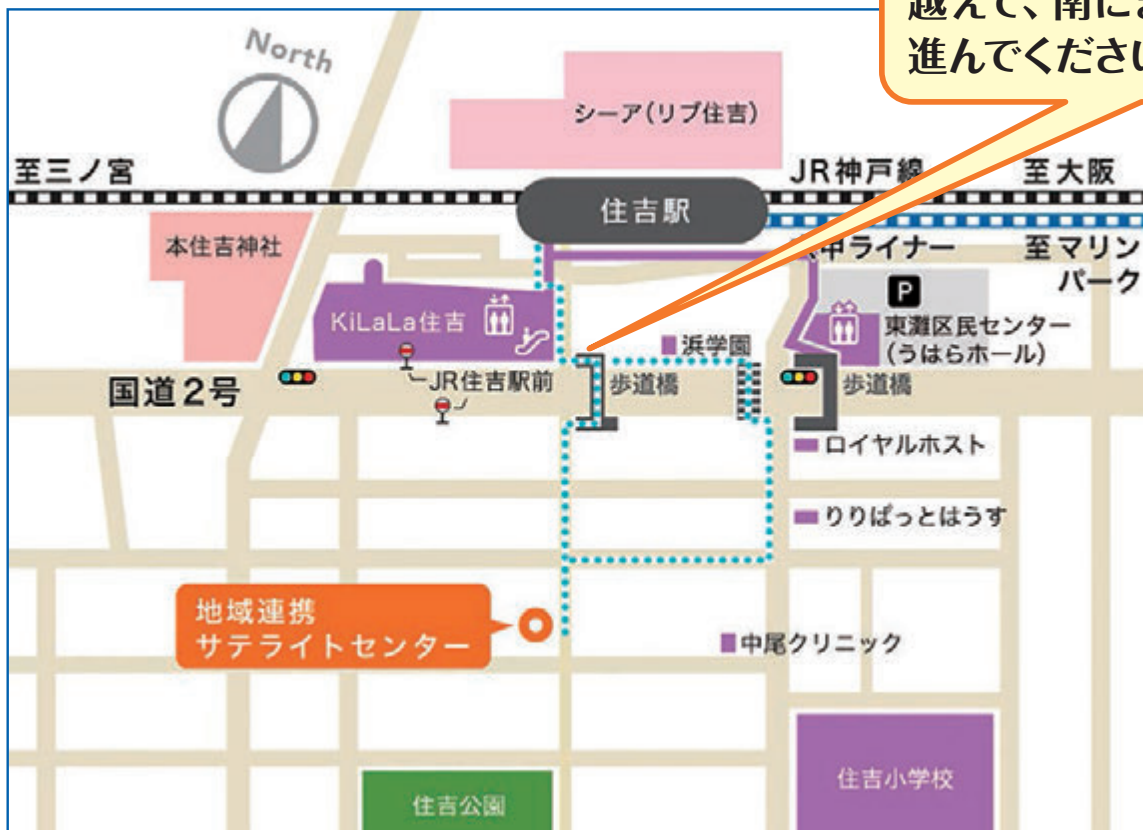 越えて、南に
進んでください
North
シーア(リブ住吉)
至三ノ宮
JR神戸線
至大阪
住吉駅
本住吉神社
ライナー
至マリン
パーク
P
KiLaLa住吉
浜学園
東灘区民センター
(うはらホール)
国道2号
JR住吉駅前
歩道橋
歩道橋
ロイヤルホスト
りりぱっとはうす
地域連携
サテライトセンター
中尾クリニック
住吉小学校
住吉公園